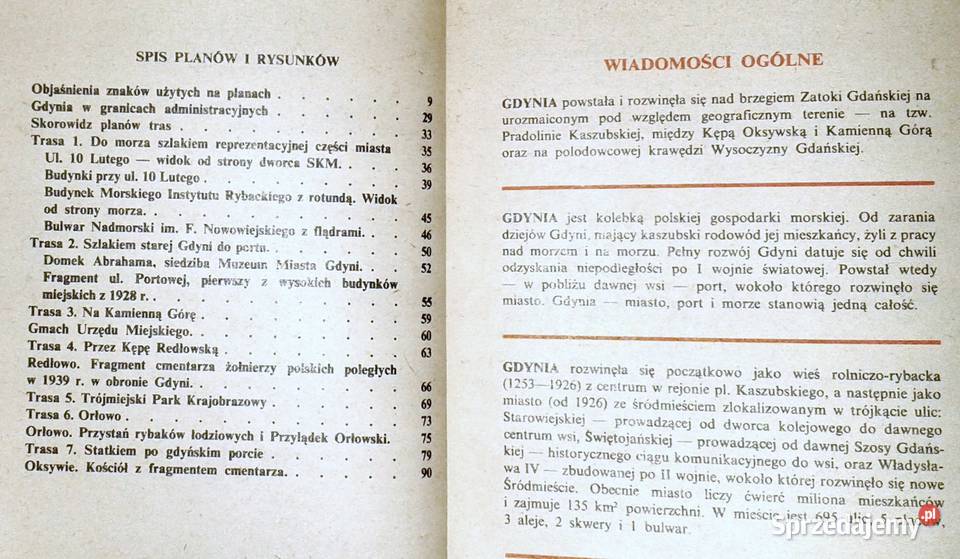 SPIS PLANÓW I RYSUNKÓW
Objaśnienia znaków użytych na planach . . . . . 9
Gdynia w granicach administracyjnych . . . . . 29
Skorowidz planów tras . . . . . . . . 33
Trasa 1. Do morza szlakiem reprezentacyjnej części miasta 35
Ul. 10 Lutego — widok od strony dworca SKM. . . . 36
Budynki przy ul. 10 Lutego . . . . . . . 39
Budynek Morskiego Instytutu Rybackiego z rotundą. Widok
od strony morza. . . . . . . . . . 45
Bulwar Nadmorski im. F. Nowowiejskiego z flądrami. . . 46
Trasa 2. Szlakiem starej Gdyni do portu. . . . . 50
Domek Abrahama, siedziba Muzeum Miasta Gdyni. . . 52
Fragment ul. Portowej, pierwszy z wysokich budynków
miejskich z 1928 r. . . . . . . . . 55
Trasa 3. Na Kamienną Górę . . . . . . . 59
Gmach Urzędu Miejskiego. . . . . . . . 60
Trasa 4. Przez Kępę Redłowską . . . . . . 63
Redłowo. Fragment cmentarza żołnierzy polskich poległych
w 1939 r. w obronie Gdyni. . . . . . . . 66
Trasa 5. Trójmiejski Park Krajobrazowy . . . . . 69
Trasa 6. Orłowo . . . . . . . . . 73
Orłowo. Przystań rybaków łodziowych i Przylądek Orłowski. 75
Trasa 7. Statkiem po gdyńskim porcie . . . . . 79
Oksywie. Kościół z fragmentem cmentarza. . . . . 90
WIADOMOŚCI OGÓLNE
GDYNIA powstała i rozwinęła się nad brzegiem Zatoki Gdańskiej na
urozmaiconym pod względem geograficznym terenie — na tzw.
Pradolinie Kaszubskiej, między Kępą Oksywską i Kamienną Górą
oraz na polodowcowej krawędzi Wysoczyzny Gdańskiej.
GDYNIA jest kolebką polskiej gospodarki morskiej. Od zarania
dziejów Gdyni, mający kaszubski rodowód jej mieszkańcy, żyli z pracy
nad morzem i na morzu. Pełny rozwój Gdyni datuje się od chwili
odzyskania niepodległości po I wojnie światowej. Powstał wtedy
— w pobliżu dawnej wsi — port, wokoło którego rozwinęło się
miasto. Gdynia — miasto, port i morze stanowią jedną całość.
GDYNIA rozwinęła się początkowo jako wieś rolniczo-rybacka
(1253—1926) z centrum w rejonie pl. Kaszubskiego, a następnie jako
miasto (od 1926) ze śródmieściem zlokalizowanym w trójkącie ulic:
Starowiejskiej — prowadzącej od dworca kolejowego do dawnego
centrum wsi, Świętojańskiej — prowadzącej od dawnej Szosy Gdań-
skiej — historycznego ciągu komunikacyjnego do wsi, oraz Władysła-
wa IV — zbudowanej po II wojnie, wokoło której rozwinęło się nowe
Śródmieście. Obecnie miasto liczy ćwierć miliona mieszkańców
i zajmuje 135 km² powierzchni. W mieście jest 695 ulic, 5 placów,
3 aleje, 2 skwery i 1 bulwar.
Sprzedajemy .pl